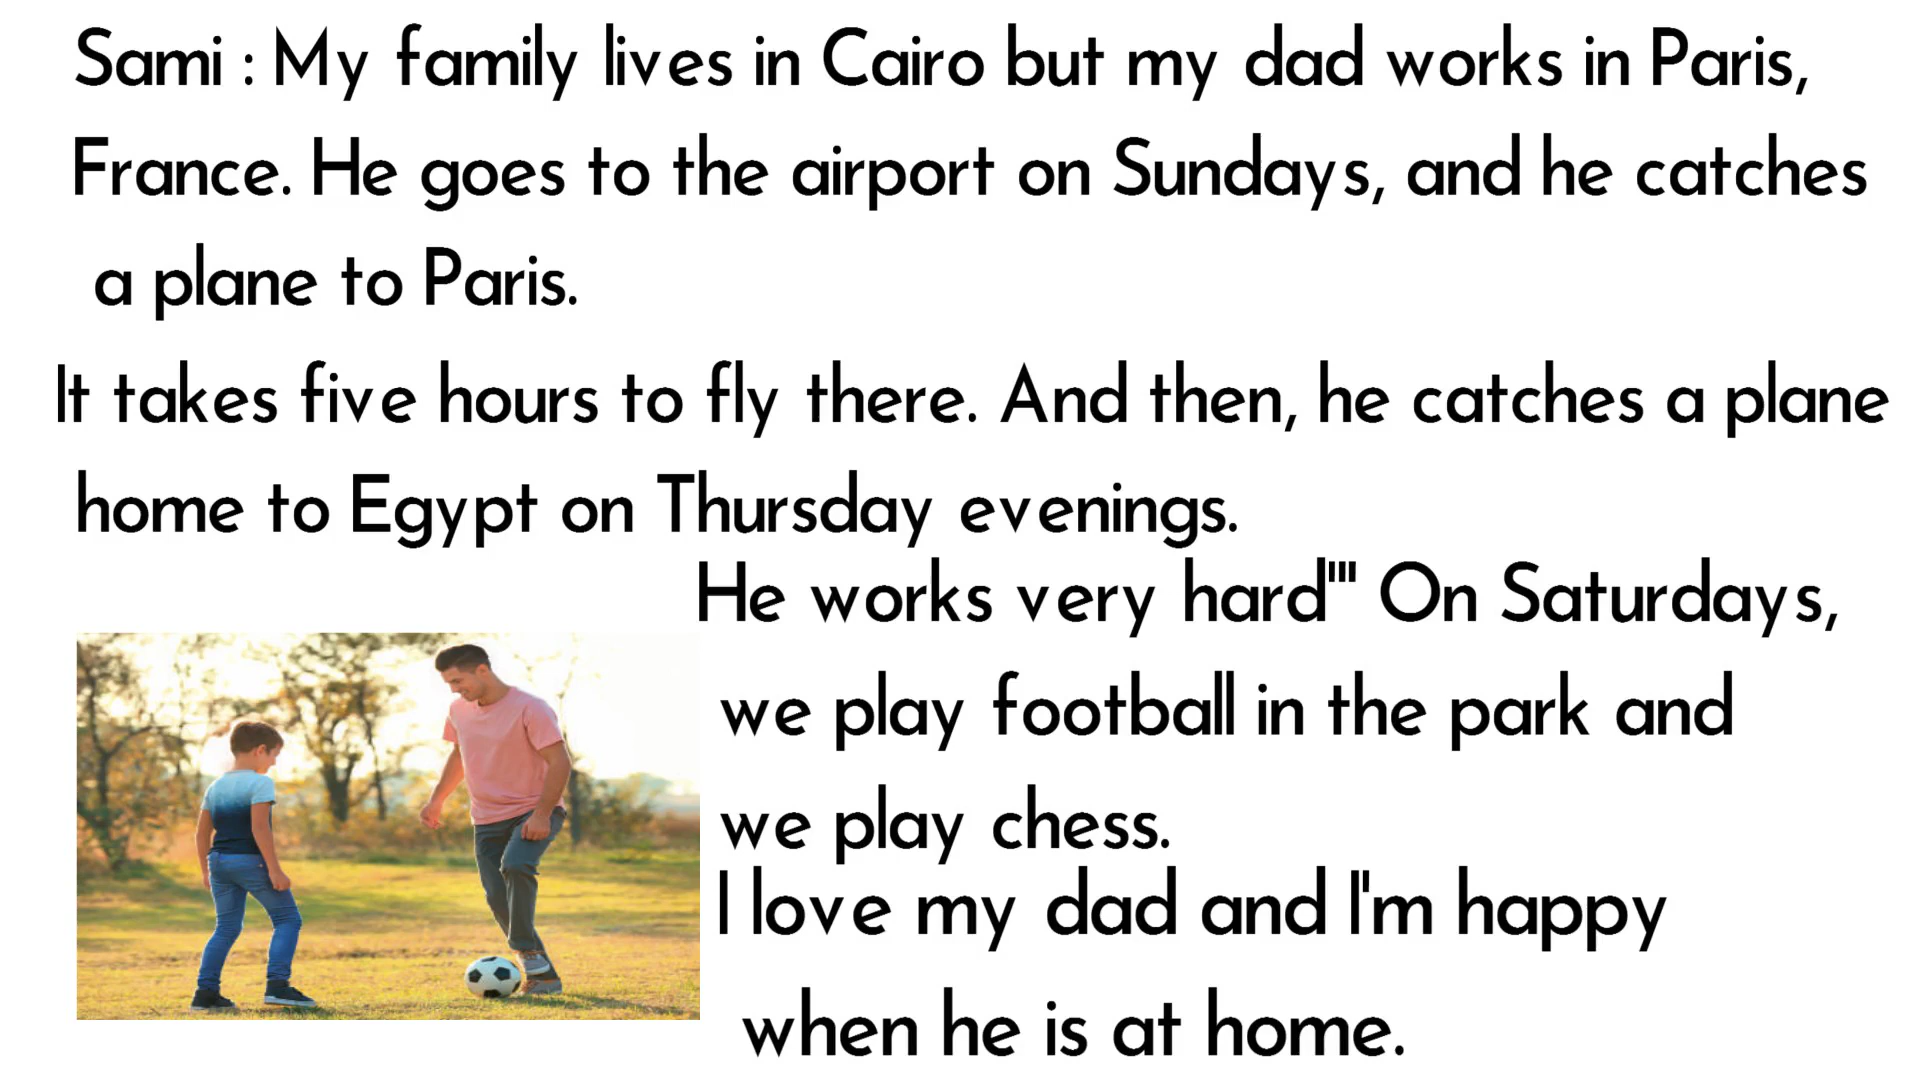 Sami : My family lives in Cairo but my dad works in Paris,
France. He goes to the airport on Sundays, and he catches
a plane to Paris.
It takes five hours to fly there. And then, he catches a plane
home to Egypt on Thursday evenings.
He works very hard"' On Saturdays,
we play football in the park and
we play chess.
I love my dad and I'm happy
when he is at home.